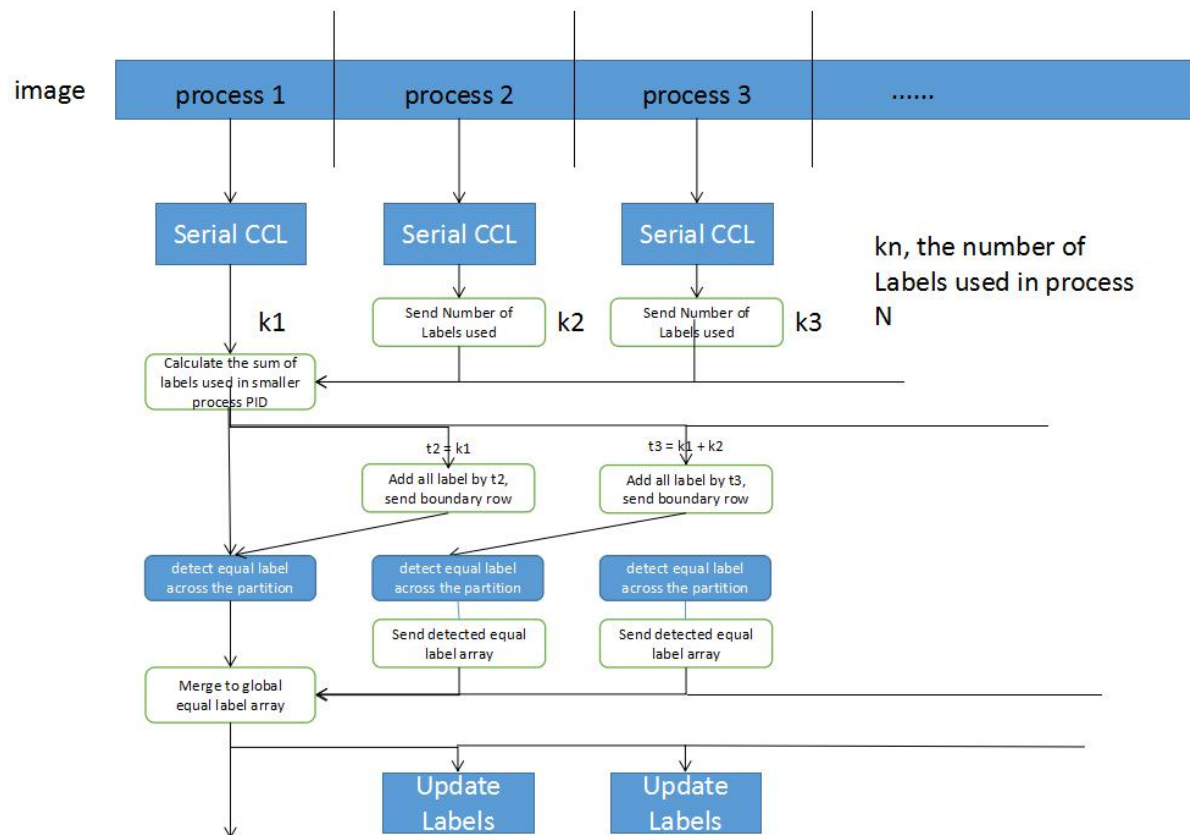 image
process 1
process 2
process 3
......
Serial CCL
Serial CCL
Serial CCL
kn, the number of
Labels used in process
N
k1
Send Number of
Labels used
k2
Send Number of
Labels used
k3
Calculate the sum of
labels used in smaller
process PID
t2 = k1
t3 = k1 + k2
Add all label by t2,
send boundary row
Add all label by t3,
send boundary row
detect equal label
across the partition
detect equal label
across the partition
detect equal label
across the partition
Send detected equal
label array
Send detected equal
label array
Merge to global
equal label array
Update
Labels
Update
Labels